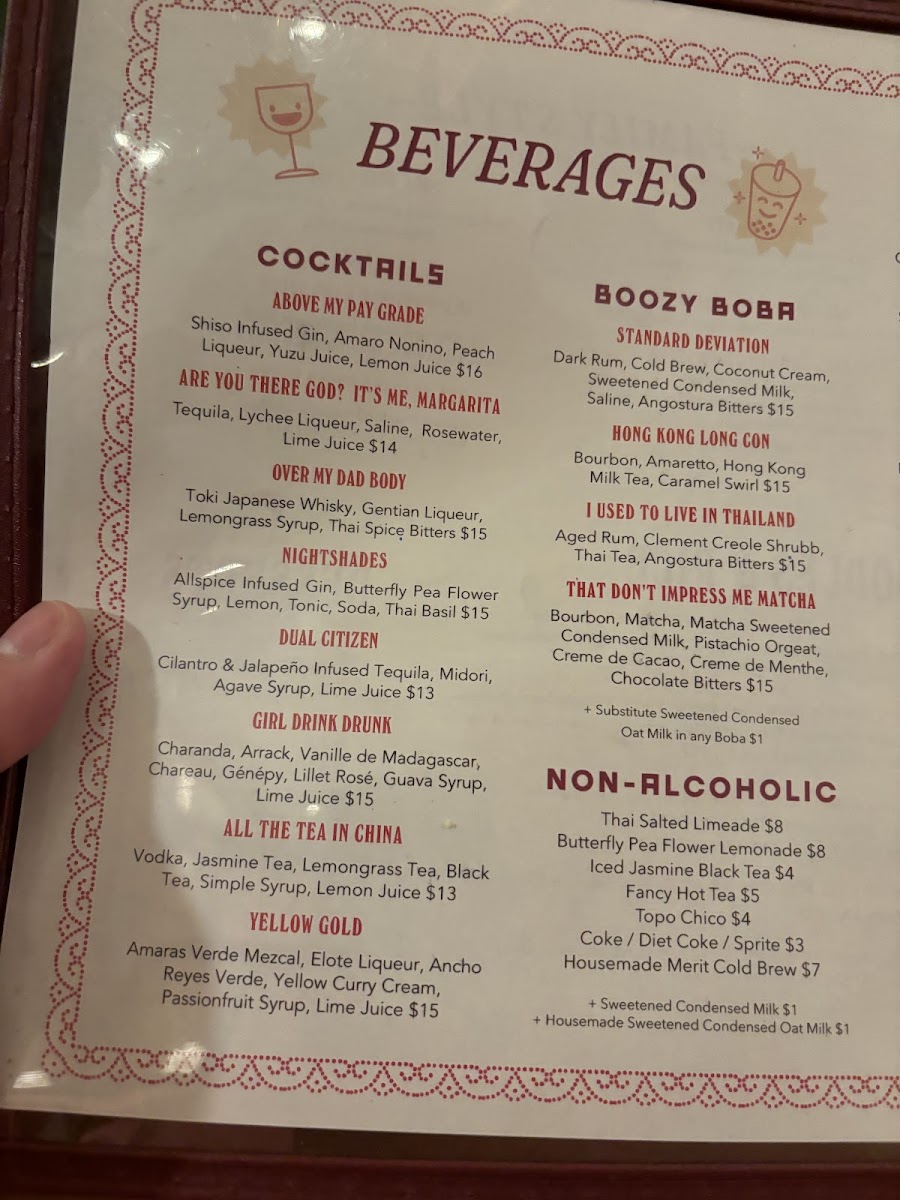 BEVERAGES
COCKTAILS
ABOVE MY PAY GRADE
Shiso Infused Gin, Amaro Nonino, Peach
Liqueur, Yuzu Juice, Lemon Juice $16
ARE YOU THERE GOD? IT'S ME, MARGARITA
Tequila, Lychee Liqueur, Saline, Rosewater,
Lime Juice $14
OVER MY DAD BODY
Toki Japanese Whisky, Gentian Liqueur,
Lemongrass Syrup, Thai Spice Bitters $15
NIGHTSHADES
Allspice Infused Gin, Butterfly Pea Flower
Syrup, Lemon, Tonic, Soda, Thai Basil $15
DUAL CITIZEN
Cilantro & Jalapeño Infused Tequila, Midori,
Agave Syrup, Lime Juice $13
GIRL DRINK DRUNK
Charanda, Arrack, Vanille de Madagascar,
Chareau, Génépy, Lillet Rosé, Guava Syrup,
Lime Juice $15
ALL THE TEA IN CHINA
Vodka, Jasmine Tea, Lemongrass Tea, Black
Tea, Simple Syrup, Lemon Juice $13
YELLOW GOLD
Amaras Verde Mezcal, Elote Liqueur, Ancho
Reyes Verde, Yellow Curry Cream,
Passionfruit Syrup, Lime Juice $15
BOOZY BOBA
STANDARD DEVIATION
Dark Rum, Cold Brew, Coconut Cream,
Sweetened Condensed Milk,
Saline, Angostura Bitters $15
HONG KONG LONG CON
Bourbon, Amaretto, Hong Kong
Milk Tea, Caramel Swirl $15
I USED TO LIVE IN THAILAND
Aged Rum, Clement Creole Shrubb,
Thai Tea, Angostura Bitters $15
THAT DON'T IMPRESS ME MATCHA
Bourbon, Matcha, Matcha Sweetened
Condensed Milk, Pistachio Orgeat,
Creme de Cacao, Creme de Menthe,
Chocolate Bitters $15
+ Substitute Sweetened Condensed
Oat Milk in any Boba $1
NON-ALCOHOLIC
Thai Salted Limeade $8
Butterfly Pea Flower Lemonade $8
Iced Jasmine Black Tea $4
Fancy Hot Tea $5
Topo Chico $4
Coke / Diet Coke / Sprite $3
Housemade Merit Cold Brew $7
+ Sweetened Condensed Milk $1
+ Housemade Sweetened Condensed Oat Milk $1